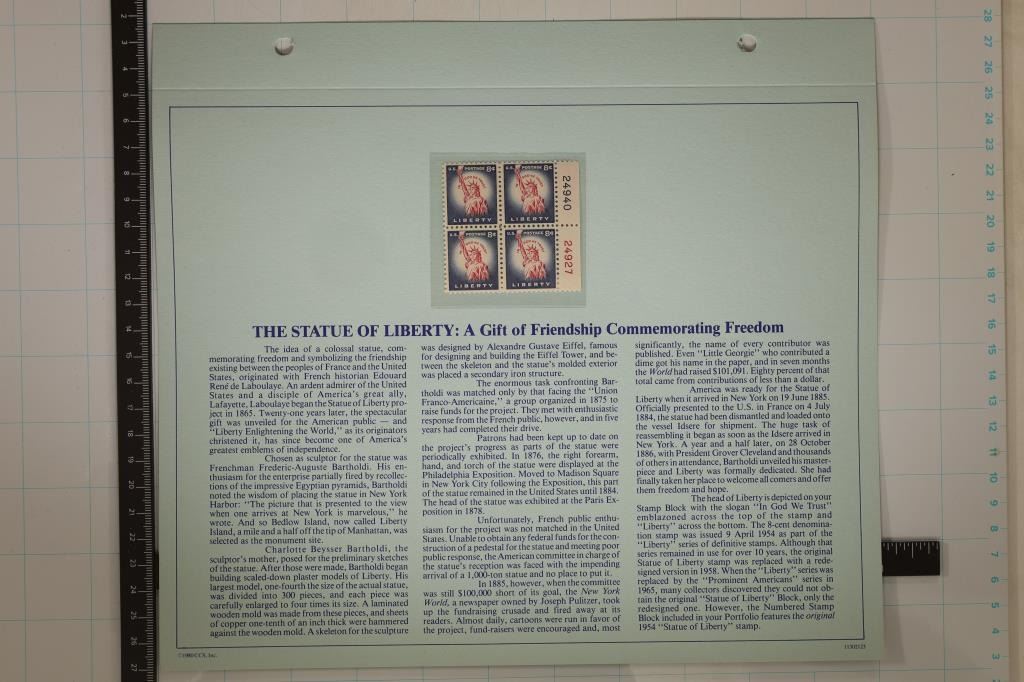 U.S. POSTAGE 8¢
LIBERTY
U.S. POSTAGE 8¢
LIBERTY
24940
U.S. POSTAGE 8¢
LIBERTY
U.S. POSTAGE 8¢
LIBERTY
24927
THE STATUE OF LIBERTY: A Gift of Friendship Commemorating Freedom
The idea of a colossal statue, com-
memorating freedom and symbolizing the friendship
existing between the peoples of France and the United
States, originated with French historian Edouard
René de Laboulaye. An ardent admirer of the United
States and a disciple of America's great ally,
Lafayette, Laboulaye began the Statue of Liberty pro-
ject in 1865. Twenty-one years later, the spectacular
gift was unveiled for the American public — and
"Liberty Enlightening the World," as its originators
christened it, has since become one of America's
greatest emblems of independence.
Chosen as sculptor for the statue was
Frenchman Frederic-Auguste Bartholdi. His en-
thusiasm for the enterprise partially fired by recollec-
tions of the impressive Egyptian pyramids, Bartholdi
noted the wisdom of placing the statue in New York
Harbor: "The picture that is presented to the view
when one arrives at New York is marvelous," he
wrote. And so Bedlow Island, now called Liberty
Island, a mile and a half off the tip of Manhattan, was
selected as the monument site.
Charlotte Beysser Bartholdi, the
sculptor's mother, posed for the preliminary sketches
of the statue. After those were made, Bartholdi began
building scaled-down plaster models of Liberty. His
largest model, one-fourth the size of the actual statue,
was divided into 300 pieces, and each piece was
carefully enlarged to four times its size. A laminated
wooden mold was made from these pieces, and sheets
of copper one-tenth of an inch thick were hammered
against the wooden mold. A skeleton for the sculpture
was designed by Alexandre Gustave Eiffel, famous
for designing and building the Eiffel Tower, and be-
tween the skeleton and the statue's molded exterior
was placed a secondary iron structure.
The enormous task confronting Bar-
tholdi was matched only by that facing the "Union
Franco-Americaine," a group organized in 1875 to
raise funds for the project. They met with enthusiastic
response from the French public, however, and in five
years had completed their drive.
Patrons had been kept up to date on
the project's progress as parts of the statue were
periodically exhibited. In 1876, the right forearm,
hand, and torch of the statue were displayed at the
Philadelphia Exposition. Moved to Madison Square
in New York City following the Exposition, this part
of the statue remained in the United States until 1884.
The head of the statue was exhibited at the Paris Ex-
position in 1878.
Unfortunately, French public enthu-
siasm for the project was not matched in the United
States. Unable to obtain any federal funds for the con-
struction of a pedestal for the statue and meeting poor
public response, the American committee in charge of
the statue's reception was faced with the impending
arrival of a 1,000-ton statue and no place to put it.
In 1885, however, when the committee
was still $100,000 short of its goal, the New York
World, a newspaper owned by Joseph Pulitzer, took
up the fundraising crusade and fired away at its
readers. Almost daily, cartoons were run in favor of
the project, fund-raisers were encouraged and, most
significantly, the name of every contributor was
published. Even "Little Georgie" who contributed a
dime got his name in the paper, and in seven months
the World had raised $101,091. Eighty percent of that
total came from contributions of less than a dollar.
America was ready for the Statue of
Liberty when it arrived in New York on 19 June 1885.
Officially presented to the U.S. in France on 4 July
1884, the statue had been dismantled and loaded onto
the vessel Idsere for shipment. The huge task of
reassembling it began as soon as the Idsere arrived in
New York. A year and a half later, on 28 October
1886, with President Grover Cleveland and thousands
of others in attendance, Bartholdi unveiled his master-
piece and Liberty was formally dedicated. She had
finally taken her place to welcome all comers and offer
them freedom and hope.
The head of Liberty is depicted on your
Stamp Block with the slogan "In God We Trust"
emblazoned across the top of the stamp and
"Liberty" across the bottom. The 8-cent denomina-
tion stamp was issued 9 April 1954 as part of the
"Liberty" series of definitive stamps. Although that
series remained in use for over 10 years, the original
Statue of Liberty stamp was replaced with a rede-
signed version in 1958. When the "Liberty" series was
replaced by the "Prominent Americans" series in
1965, many collectors discovered they could not ob-
tain the original "Statue of Liberty" Block, only the
redesigned one. However, the Numbered Stamp
Block included in your Portfolio features the original
1954 "Statue of Liberty" stamp.
©1980 CCS, Inc.